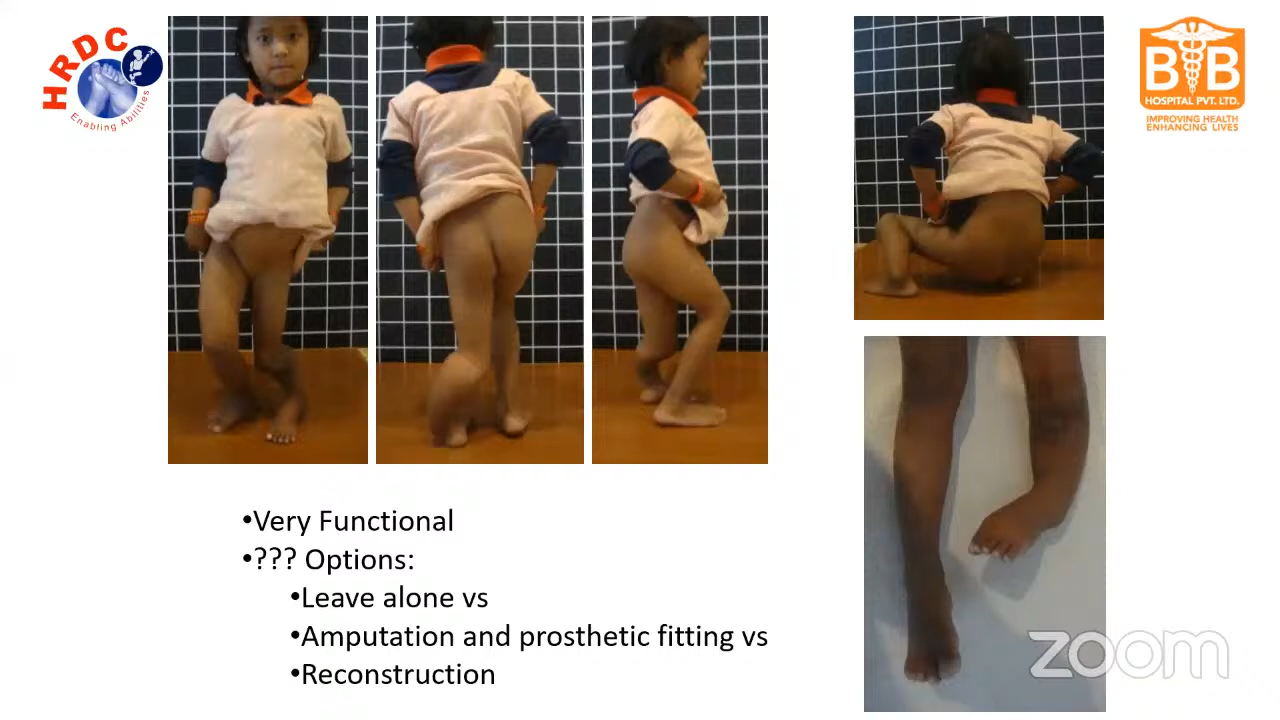 HRDC
Enabling Abilities
B B
HOSPITAL PVT. LTD.
IMPROVING HEALTH
ENHANCING LIVES
•Very Functional
•??? Options:
•Leave alone vs
•Amputation and prosthetic fitting vs
•Reconstruction
zoom